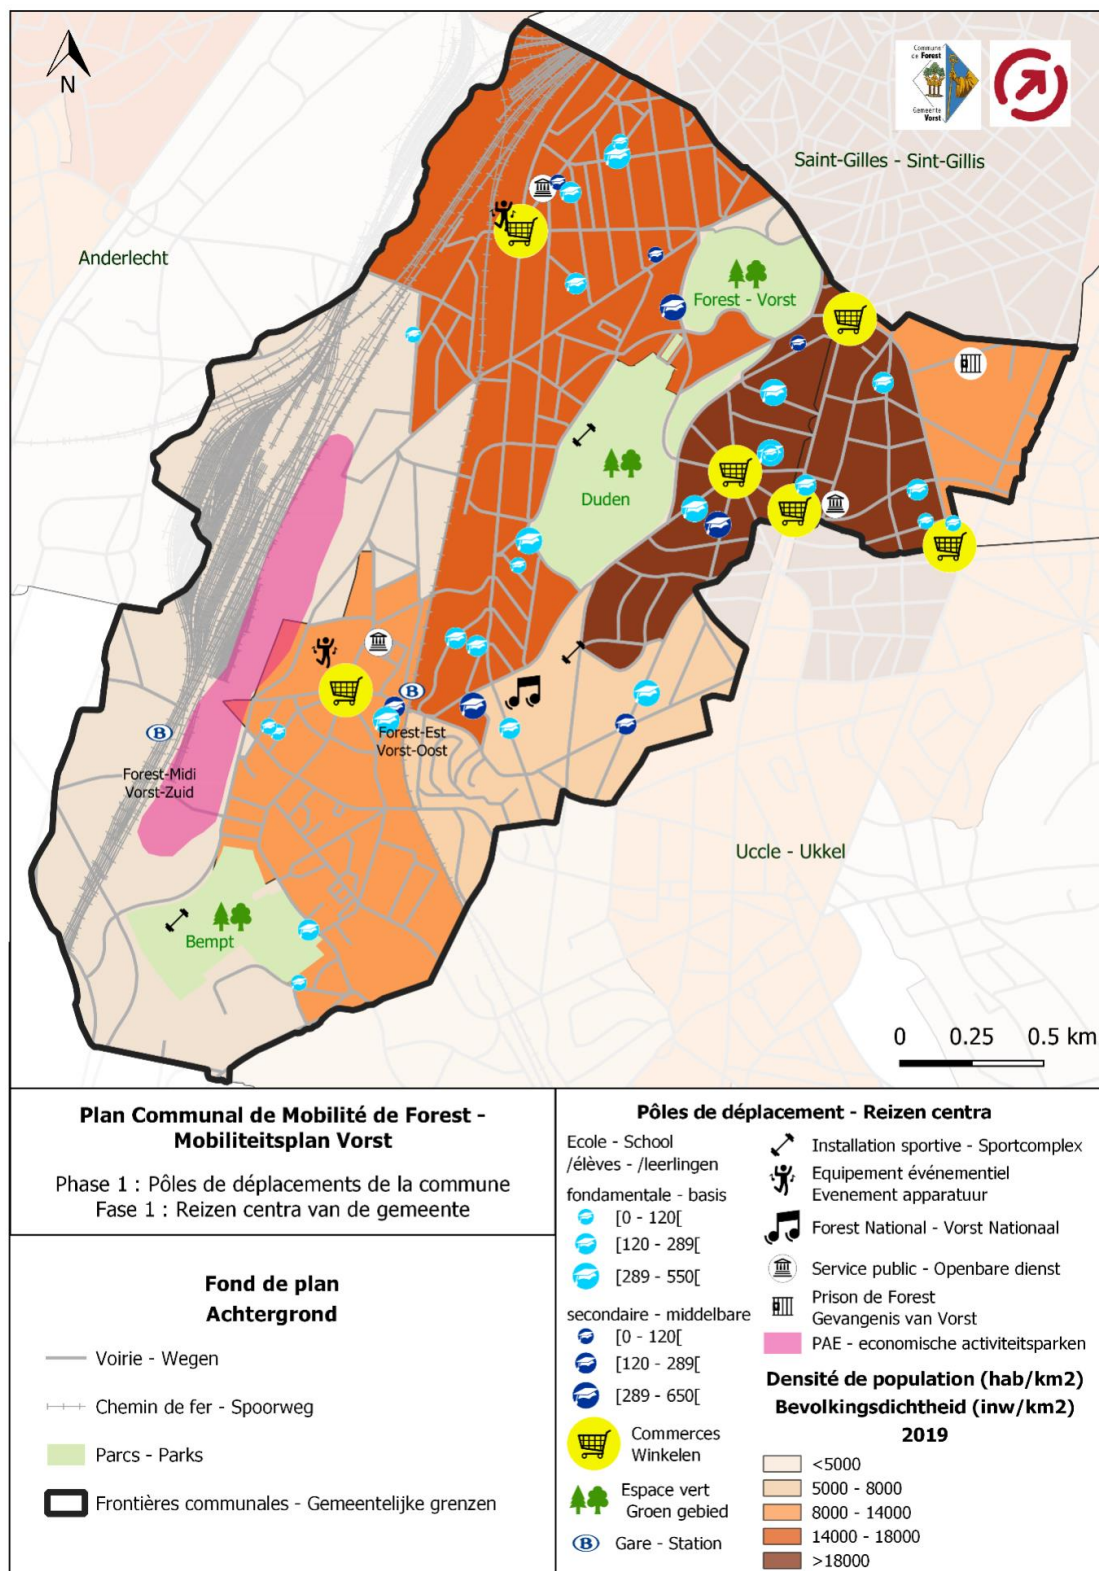 N
Commune
de Forest
Gemeente
Vorst
Saint-Gilles - Sint-Gillis
Anderlecht
Forest - Vorst
Duden
B
Forest-Est
Vorst-Oost
B
Forest-Midi
Vorst-Zuid
Uccle - Ukkel
Bempt
0 0.25 0.5 km
Plan Communal de Mobilité de Forest -
Mobiliteitsplan Vorst
Phase 1 : Pôles de déplacements de la commune
Fase 1 : Reizen centra van de gemeente
Fond de plan
Achtergrond
Voirie - Wegen
Chemin de fer - Spoorweg
Parcs - Parks
Frontières communales - Gemeentelijke grenzen
Pôles de déplacement - Reizen centra
Ecole - School
/élèves - /leerlingen
fondamentale - basis
[0 - 120[
[120 - 289[
[289 - 550[
secondaire - middelbare
[0 - 120[
[120 - 289[
[289 - 650[
Commerces
Winkelen
Espace vert
Groen gebied
B Gare - Station
Installation sportive - Sportcomplex
Equipement événementiel
Evenement apparatuur
Forest National - Vorst Nationaal
Service public - Openbare dienst
Prison de Forest
Gevangenis van Vorst
PAE - economische activiteitsparken
Densité de population (hab/km2)
Bevolkingsdichtheid (inw/km2)
2019
<5000
5000 - 8000
8000 - 14000
14000 - 18000
>18000